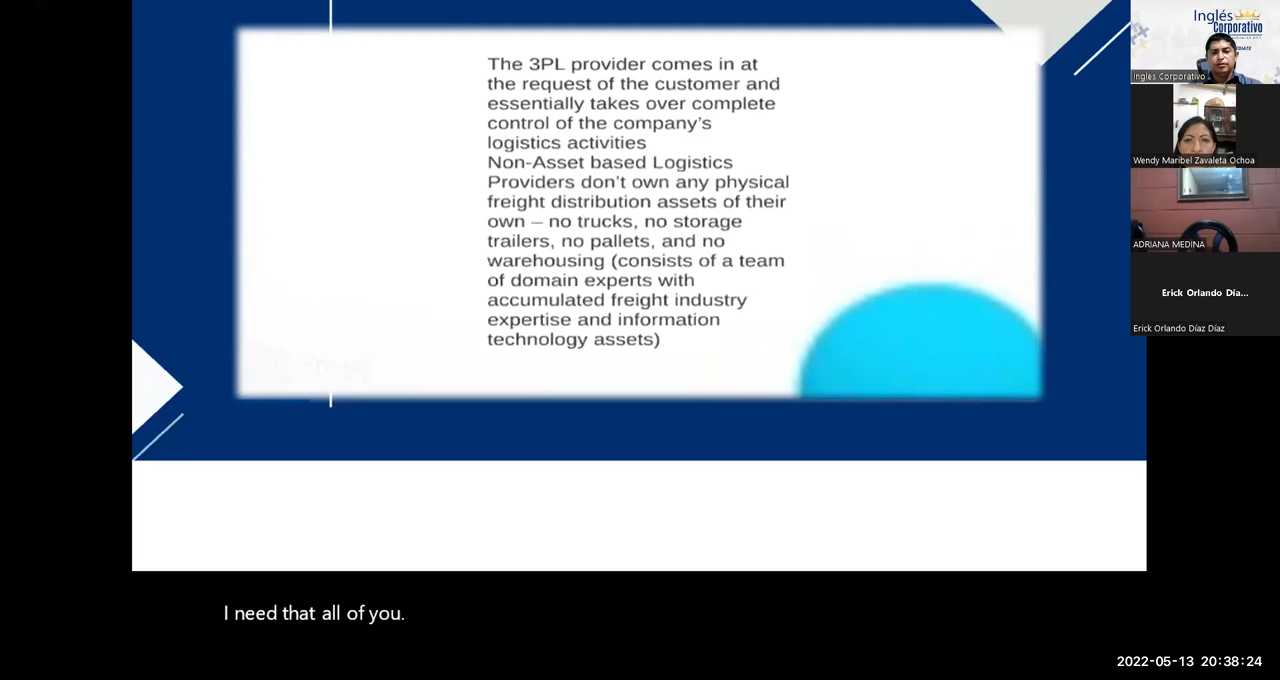 The 3PL provider comes in at
the request of the customer and
essentially takes over complete
control of the company's
logistics activities
Non-Asset based Logistics
Providers don't own any physical
freight distribution assets of their
own – no trucks, no storage
trailers, no pallets, and no
warehousing (consists of a team
of domain experts with
accumulated freight industry
expertise and information
technology assets)
Inglés
Corporativo
Ingles Corporativo
Wendy Maribel Zavaleta Ochoa
ADRIANA MEDINA
Erick Orlando Día...
Erick Orlando Díaz Díaz
I need that all of you.
2022-05-13 20:38:24